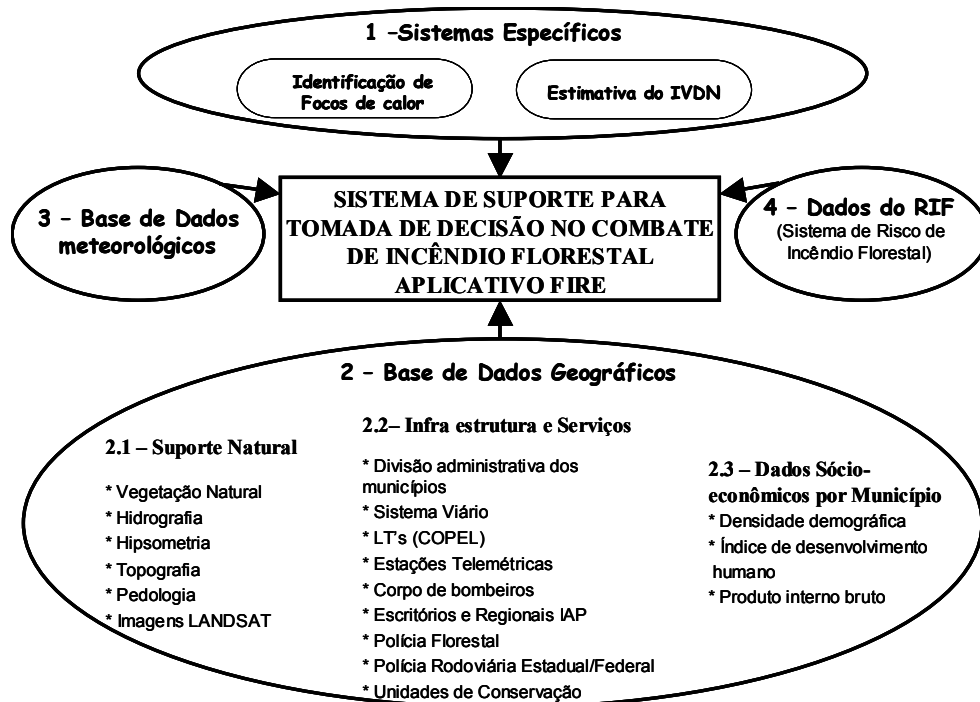 1 -Sistemas Específicos
Identificação de
Focos de calor
Estimativa do IVDN
3 - Base de Dados
meteorológicos
SISTEMA DE SUPORTE PARA
TOMADA DE DECISÃO NO COMBATE
DE INCÊNDIO FLORESTAL
APLICATIVO FIRE
4 - Dados do RIF
(Sistema de Risco de
Incêndio Florestal)
2 - Base de Dados Geográficos
2.1 – Suporte Natural
* Vegetação Natural
* Hidrografia
* Hipsometria
* Topografia
* Pedologia
* Imagens LANDSAT
2.2– Infra estrutura e Serviços
* Divisão administrativa dos
municípios
* Sistema Viário
* LT's (COPEL)
* Estações Telemétricas
* Corpo de bombeiros
* Escritórios e Regionais IAP
* Polícia Florestal
* Polícia Rodoviária Estadual/Federal
* Unidades de Conservação
2.3 – Dados Sócio-
econômicos por Município
* Densidade demográfica
* Índice de desenvolvimento
humano
* Produto interno bruto